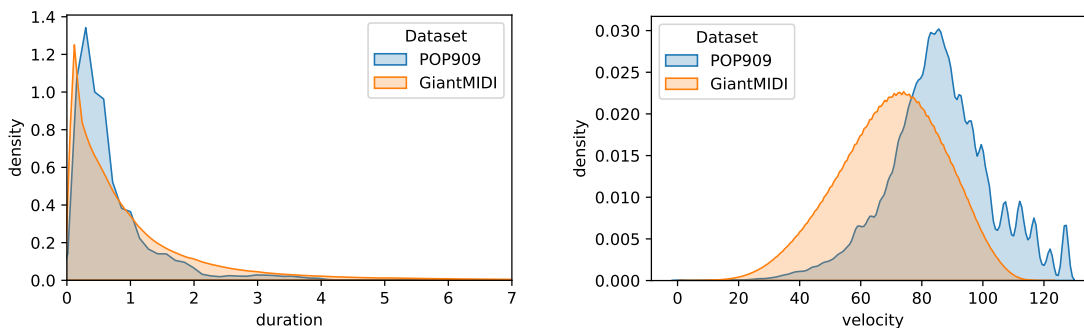 1.4
1.2
1.0
0.8
0.6
0.4
0.2
0.0
density
0 1 2 3 4 5 6 7
duration
Dataset
POP909
GiantMIDI
0.030
0.025
0.020
0.015
0.010
0.005
0.000
density
0 20 40 60 80 100 120
velocity
Dataset
POP909
GiantMIDI